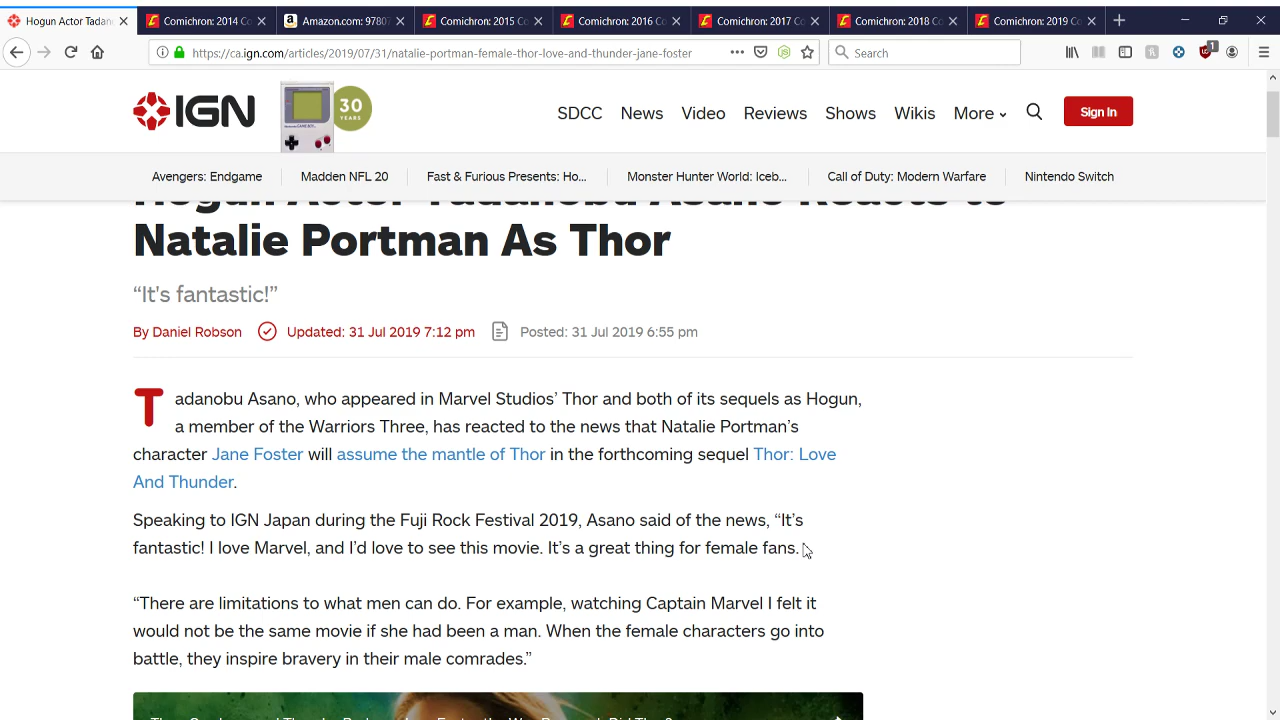 Hogun Actor Tadan
Comichron: 2014 Co
Amazon.com: 97807
Comichron: 2015 Co
Comichron: 2016 Co
Comichron: 2017 Co
Comichron: 2018 Co
Comichron: 2019 Co
https://ca.ign.com/articles/2019/07/31/natalie-portman-female-thor-love-and-thunder-jane-foster
Search
1
IGN
30
YEARS
SDCC News Video Reviews Shows Wikis More
Sign In
Avengers: Endgame
Madden NFL 20
Fast & Furious Presents: Ho...
Monster Hunter World: Iceb...
Call of Duty: Modern Warfare
Nintendo Switch
Hogun Actor Tadanobu Asano Reacts to
Natalie Portman As Thor
“It's fantastic!”
By Daniel Robson Updated: 31 Jul 2019 7:12 pm Posted: 31 Jul 2019 6:55 pm
Tadanobu Asano, who appeared in Marvel Studios’ Thor and both of its sequels as Hogun,
a member of the Warriors Three, has reacted to the news that Natalie Portman’s
character Jane Foster will assume the mantle of Thor in the forthcoming sequel Thor: Love
And Thunder.
Speaking to IGN Japan during the Fuji Rock Festival 2019, Asano said of the news, “It’s
fantastic! I love Marvel, and I’d love to see this movie. It’s a great thing for female fans.
“There are limitations to what men can do. For example, watching Captain Marvel I felt it
would not be the same movie if she had been a man. When the female characters go into
battle, they inspire bravery in their male comrades.”